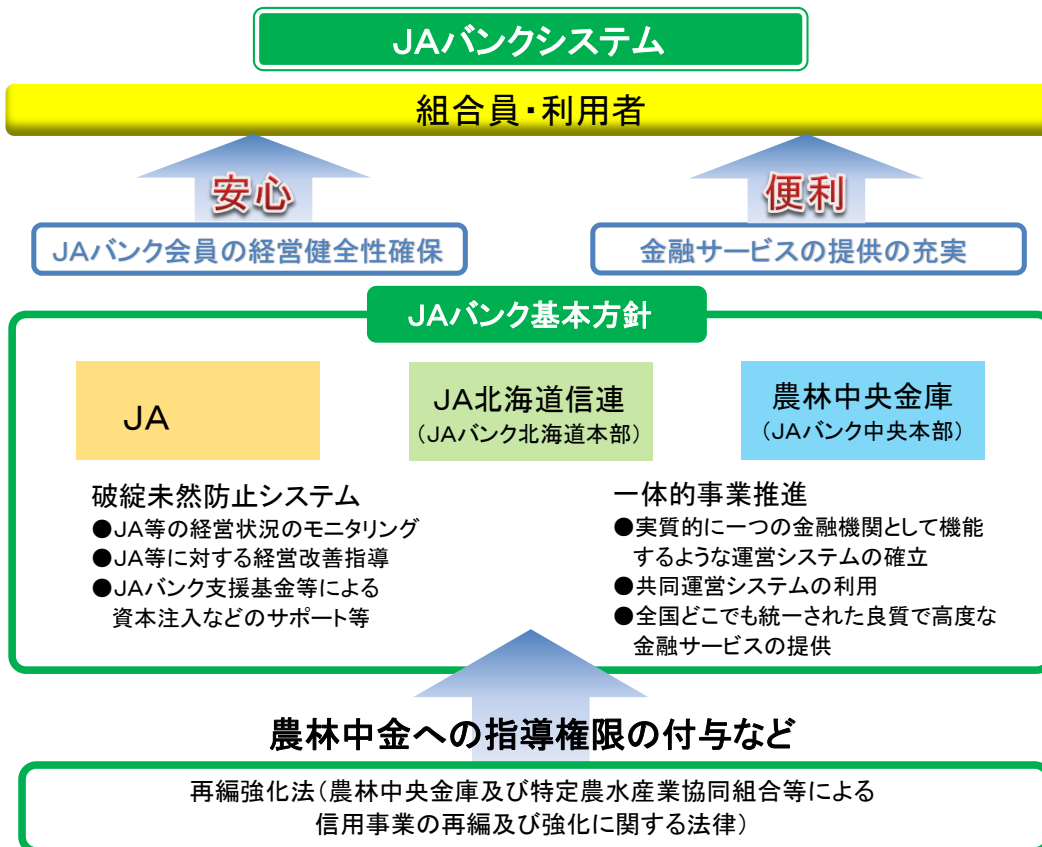 JAバンクシステム
組合員・利用者
安心
便利
JAバンク会員の経営健全性確保
金融サービスの提供の充実
JAバンク基本方針
JA
JA北海道信連
(JAバンク北海道本部)
農林中央金庫
(JAバンク中央本部)
破綻未然防止システム
●JA等の経営状況のモニタリング
●JA等に対する経営改善指導
●JAバンク支援基金等による
資本注入などのサポート等
一体的事業推進
●実質的に一つの金融機関として機能
するような運営システムの確立
●共同運営システムの利用
●全国どこでも統一された良質で高度な
金融サービスの提供
農林中金への指導権限の付与など
再編強化法(農林中央金庫及び特定農水産業協同組合等による
信用事業の再編及び強化に関する法律)